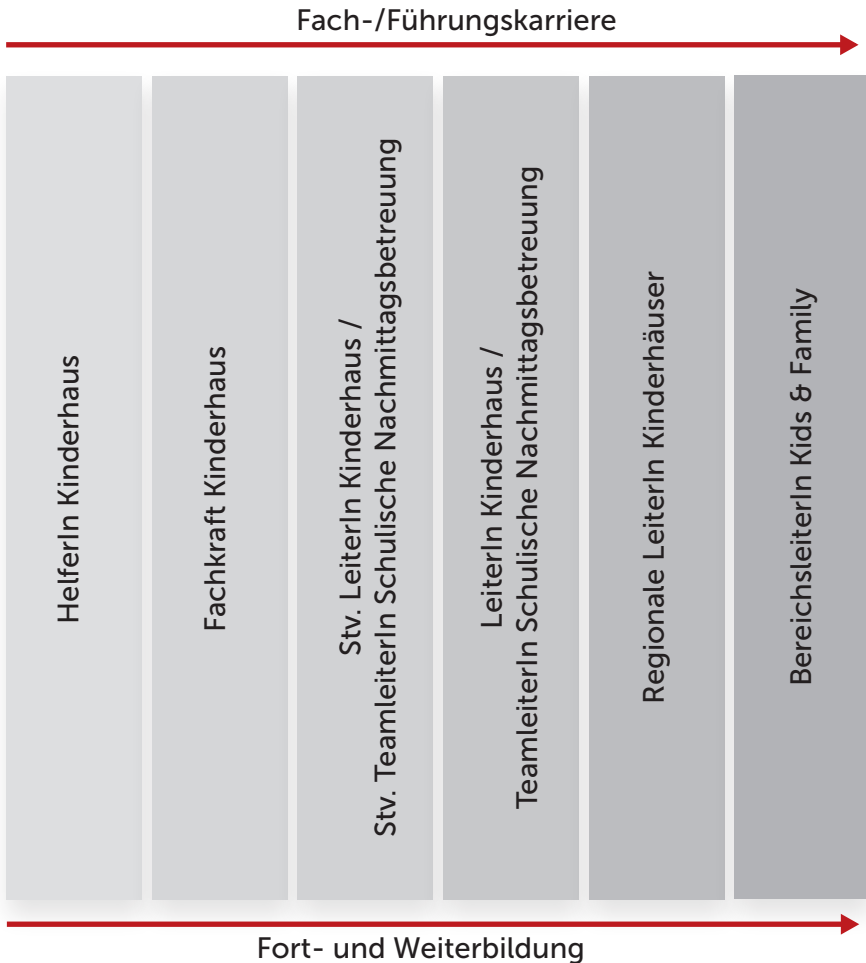 Fach-/Führungskarriere
HelferIn Kinderhaus
Fachkraft Kinderhaus
Stv. LeiterIn Kinderhaus /
Stv. TeamleiterIn Schulische Nachmittagsbetreuung
LeiterIn Kinderhaus /
TeamleiterIn Schulische Nachmittagsbetreuung
Regionale LeiterIn Kinderhäuser
BereichsleiterIn Kids & Family
Fort- und Weiterbildung